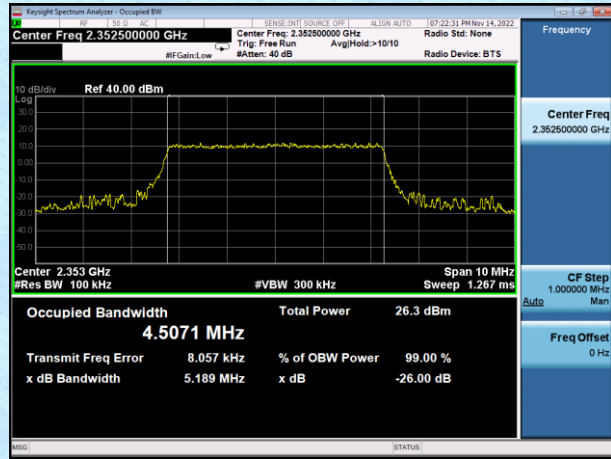 Keysight Spectrum Analyzer - Occupied BW
RF 50 Ω AC SENSE:INT SOURCE OFF ALIGN AUTO 07:22:31 PM Nov 14, 2022
Center Freq 2.352500000 GHz
Center Freq: 2.352500000 GHz
Radio Std: None
Trig: Free Run Avg|Hold:>10/10
#IFGain:Low #Atten: 40 dB Radio Device: BTS
10 dB/div Ref 40.00 dBm
Log
30.0
20.0
10.0
0.00
-10.0
-20.0
-30.0
-40.0
-50.0
Center 2.353 GHz Span 10 MHz
#Res BW 100 kHz #VBW 300 kHz Sweep 1.267 ms
Occupied Bandwidth Total Power 26.3 dBm
4.5071 MHz
Transmit Freq Error 8.057 kHz % of OBW Power 99.00 %
x dB Bandwidth 5.189 MHz x dB -26.00 dB
Frequency
Center Freq
2.352500000 GHz
CF Step
1.000000 MHz
Auto Man
Freq Offset
0 Hz
MSG STATUS